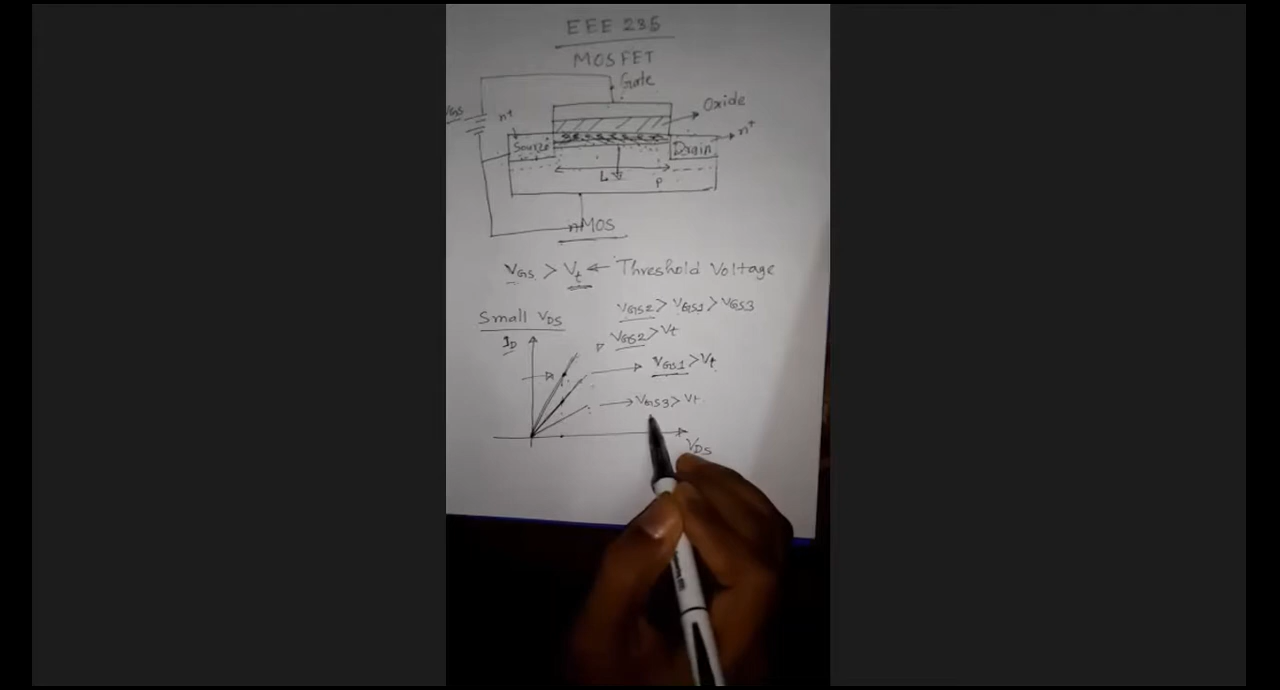 EEE 235
MOSFET
Gate
VGS
n+
Oxide
n+
Source
Drain
L
P
nMOS
VGS > Vt ← Threshold Voltage
VGS2 > VGS1 > VGS3
Small VDS
VGS2 > Vt
ID
VGS1 > Vt
VGS3 > Vt
VDS